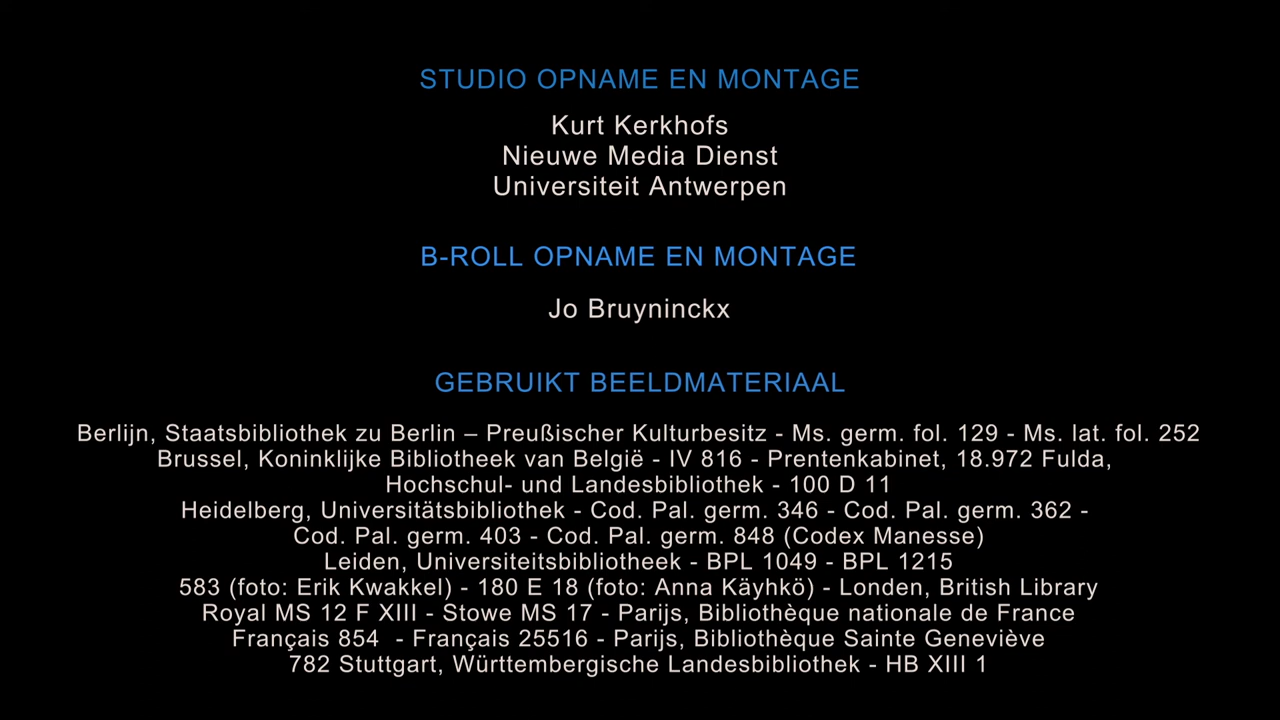 STUDIO OPNAME EN MONTAGE
Kurt Kerkhofs
Nieuwe Media Dienst
Universiteit Antwerpen
B-ROLL OPNAME EN MONTAGE
Jo Bruyninckx
GEBRUIKT BEELDMATERIAAL
Berlijn, Staatsbibliothek zu Berlin – Preußischer Kulturbesitz - Ms. germ. fol. 129 - Ms. lat. fol. 252
Brussel, Koninklijke Bibliotheek van België - IV 816 - Prentenkabinet, 18.972 Fulda,
Hochschul- und Landesbibliothek - 100 D 11
Heidelberg, Universitätsbibliothek - Cod. Pal. germ. 346 - Cod. Pal. germ. 362 -
Cod. Pal. germ. 403 - Cod. Pal. germ. 848 (Codex Manesse)
Leiden, Universiteitsbibliotheek - BPL 1049 - BPL 1215
583 (foto: Erik Kwakkel) - 180 E 18 (foto: Anna Käyhkö) - Londen, British Library
Royal MS 12 F XIII - Stowe MS 17 - Parijs, Bibliothèque nationale de France
Français 854  - Français 25516 - Parijs, Bibliothèque Sainte Geneviève
782 Stuttgart, Württembergische Landesbibliothek - HB XIII 1